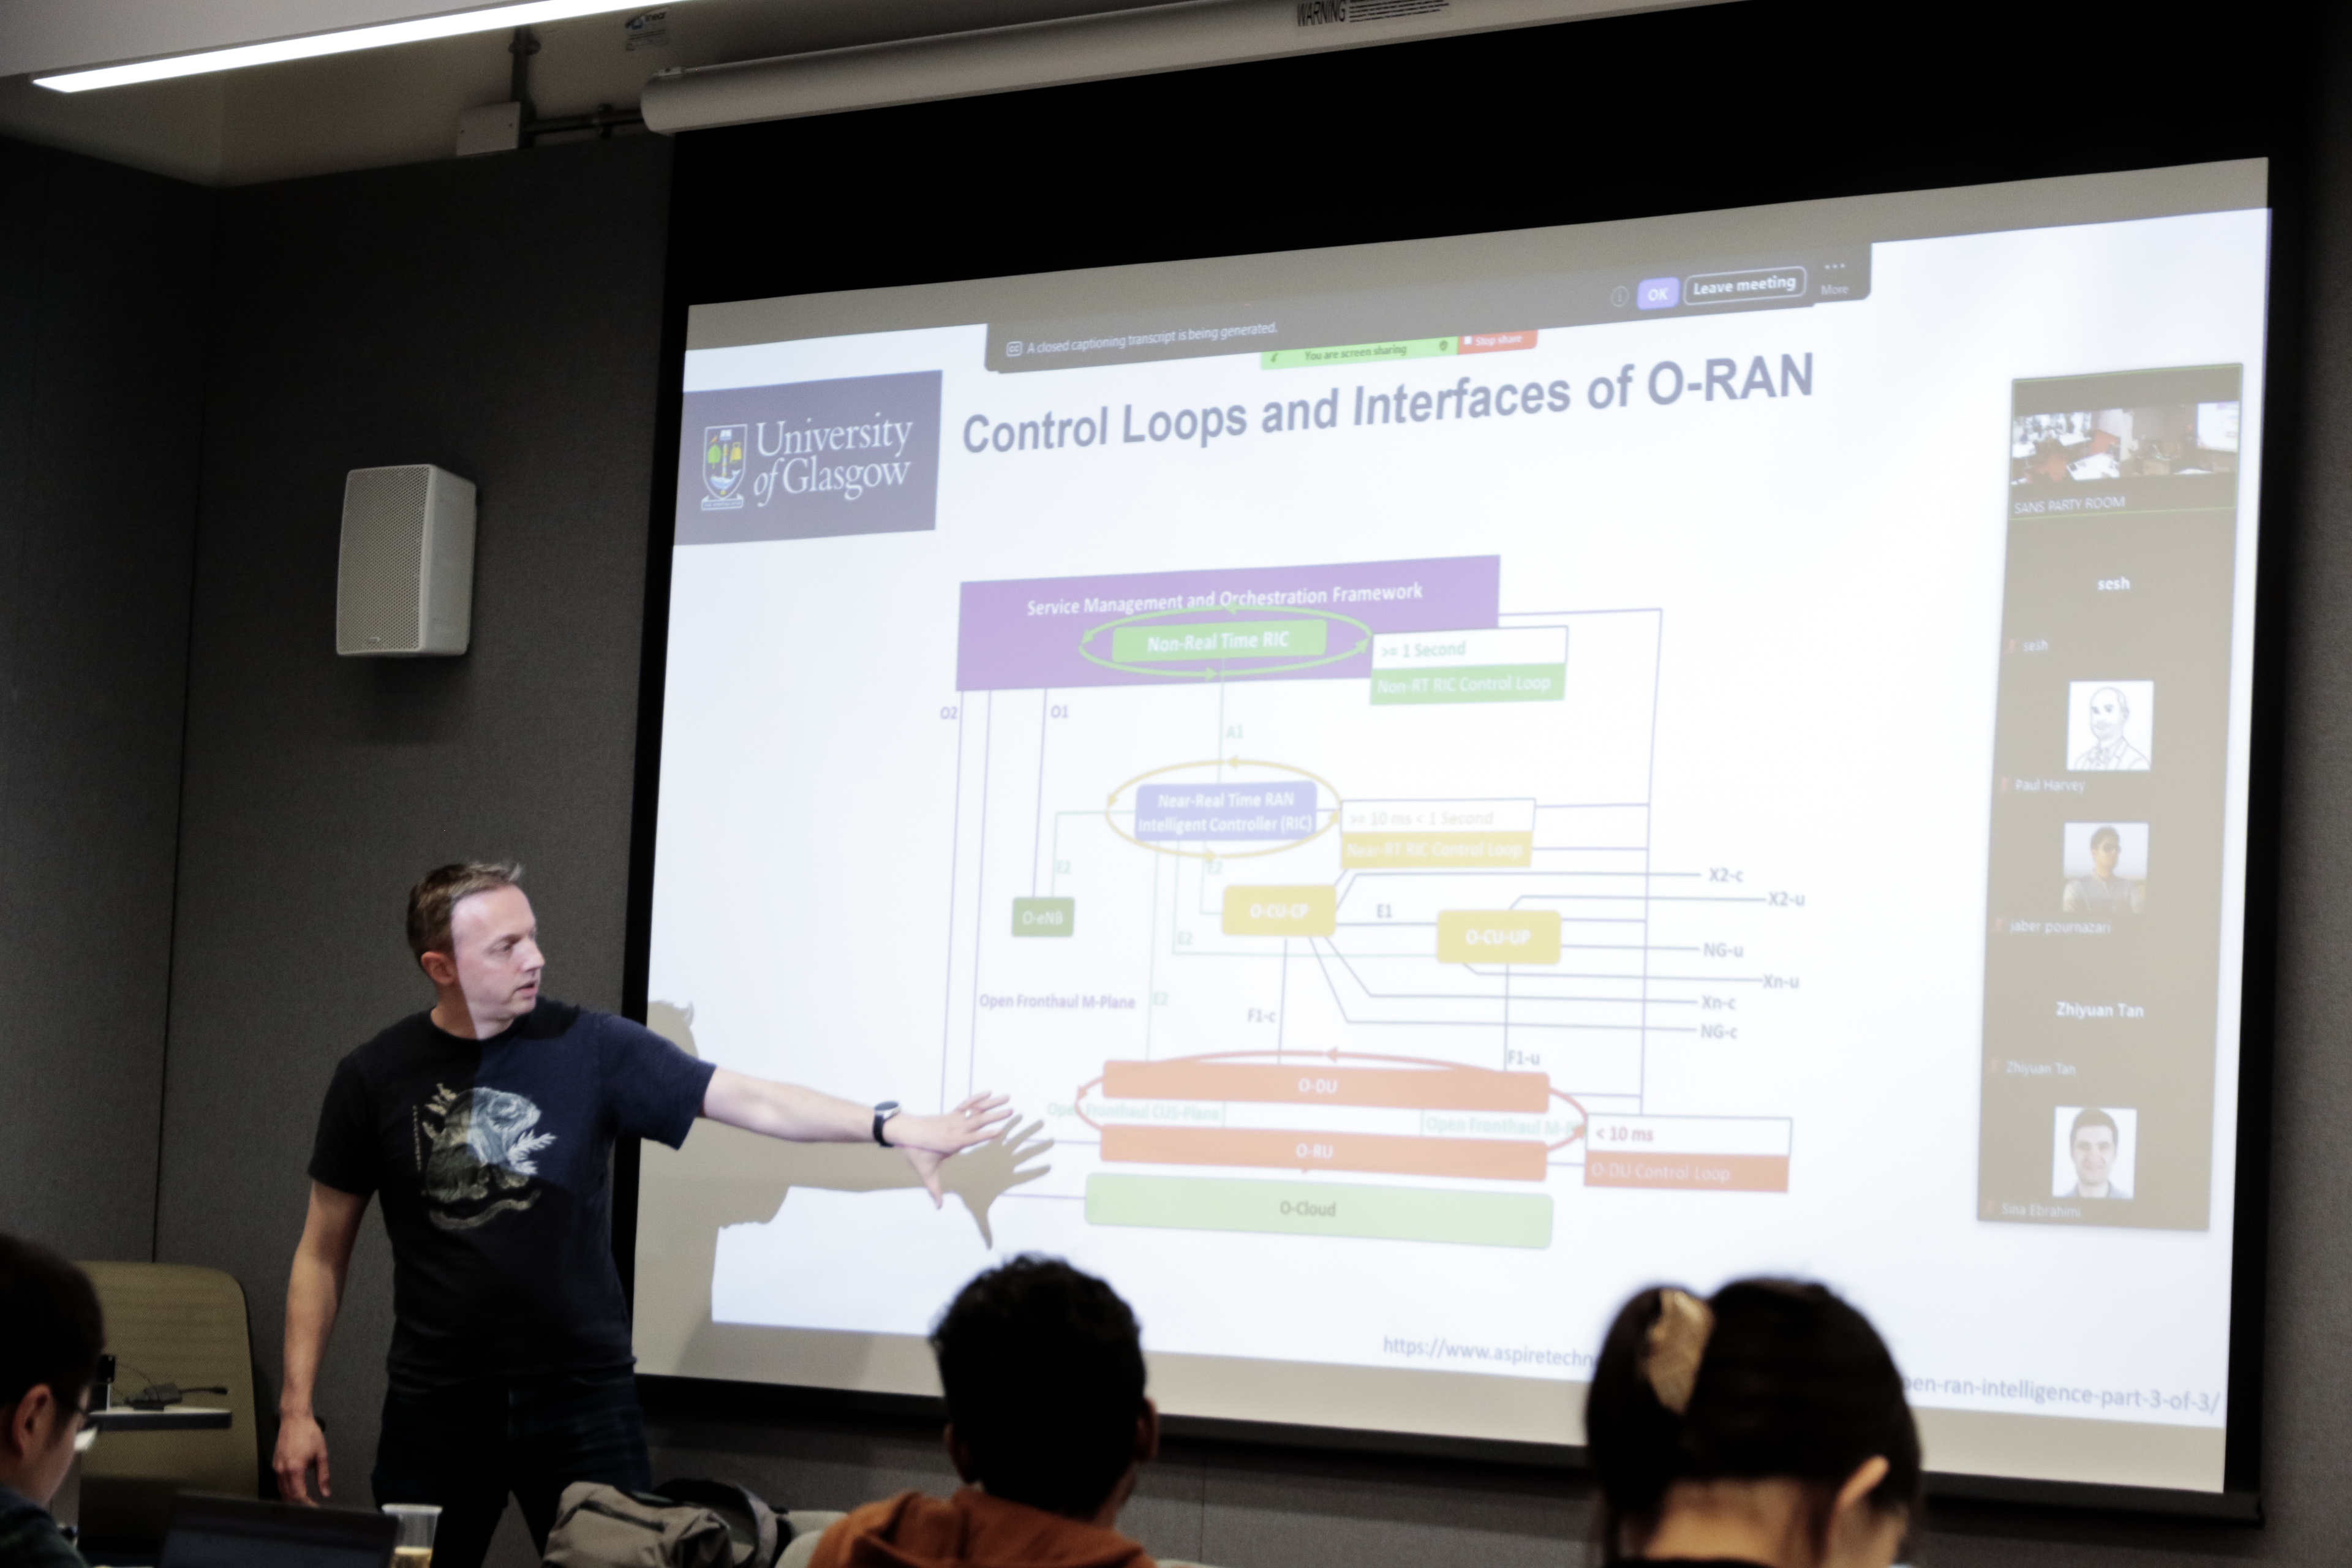 WARNING
OK
Leave meeting
Move
A closed captioning transcript is being generated.
You are screen sharing
Stop share
University
of Glasgow
Control Loops and Interfaces of O-RAN
SANS PARTY ROOM
Service Management and Orchestration Framework
Non-Real Time RIC
>= 1 Second
Non-RT RIC Control Loop
sesh
sesh
O2
O1
A1
Near-Real Time RAN
Intelligent Controller (RIC)
>= 10 ms < 1 Second
Near-RT RIC Control Loop
Paul Harvey
E2
E2
X2-c
X2-u
O-eNB
O-CU-CP
E1
O-CU-UP
jaber pournazari
E2
NG-u
Xn-u
Open Fronthaul M-Plane
E2
Xn-c
F1-c
NG-c
Zhiyuan Tan
F1-u
Zhiyuan Tan
O-DU
Open Fronthaul CUS-Plane
Open Fronthaul M-
< 10 ms
O-RU
O-DU Control Loop
O-Cloud
Sina Ebrahimi
https://www.aspiretechn
pen-ran-intelligence-part-3-of-3/